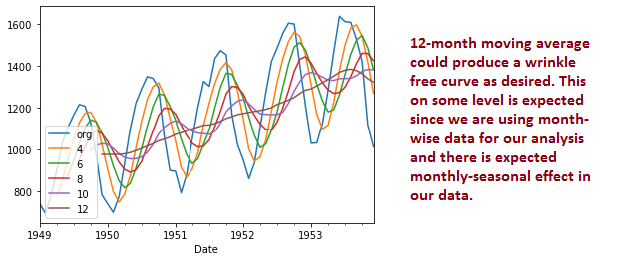 1600
1400
1200
1000
800
org
4
6
8
10
12
1949
1950
1951
1952
1953
Date
12-month moving average
could produce a wrinkle
free curve as desired. This
on some level is expected
since we are using month-
wise data for our analysis
and there is expected
monthly-seasonal effect in
our data.